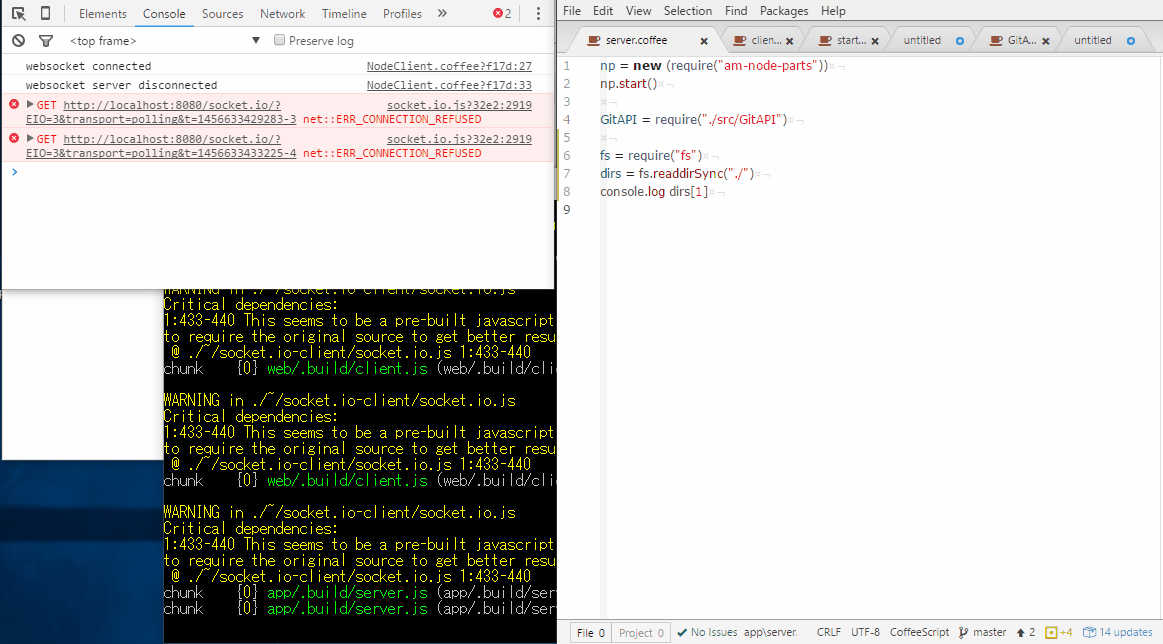 Elements Console Sources Network Timeline Profiles » 2
<top frame> ▼ Preserve log
websocket connected NodeClient.coffee?f17d:27
websocket server disconnected NodeClient.coffee?f17d:33
▶GET http://localhost:8080/socket.io/? socket.io.js?32e2:2919
EIO=3&transport=polling&t=1456633429283-3 net::ERR_CONNECTION_REFUSED
▶GET http://localhost:8080/socket.io/? socket.io.js?32e2:2919
EIO=3&transport=polling&t=1456633433225-4 net::ERR_CONNECTION_REFUSED
>
WARNING in ./~/socket.io-client/socket.io.js
Critical dependencies:
1:433-440 This seems to be a pre-built javascript
to require the original source to get better resu
@ ./~/socket.io-client/socket.io.js 1:433-440
chunk {0} web/.build/client.js (web/.build/clie
WARNING in ./~/socket.io-client/socket.io.js
Critical dependencies:
1:433-440 This seems to be a pre-built javascript
to require the original source to get better resu
@ ./~/socket.io-client/socket.io.js 1:433-440
chunk {0} web/.build/client.js (web/.build/clie
WARNING in ./~/socket.io-client/socket.io.js
Critical dependencies:
1:433-440 This seems to be a pre-built javascript
to require the original source to get better resu
@ ./~/socket.io-client/socket.io.js 1:433-440
chunk {0} app/.build/server.js (app/.build/ser
chunk {0} app/.build/server.js (app/.build/ser
File Edit View Selection Find Packages Help
server.coffee × clien... × start... × untitled GitA... × untitled
1 np = new (require("am-node-parts"))¤¬
2 np.start()¤¬
3 ¤¬
4 GitAPI = require("./src/GitAPI")¤¬
5 ¤¬
6 fs = require("fs")¤¬
7 dirs = fs.readdirSync("./")¤¬
8 console.log dirs[1]¤¬
9
File 0 Project 0 No Issues app\server. CRLF UTF-8 CoffeeScript master 2 +4 14 updates